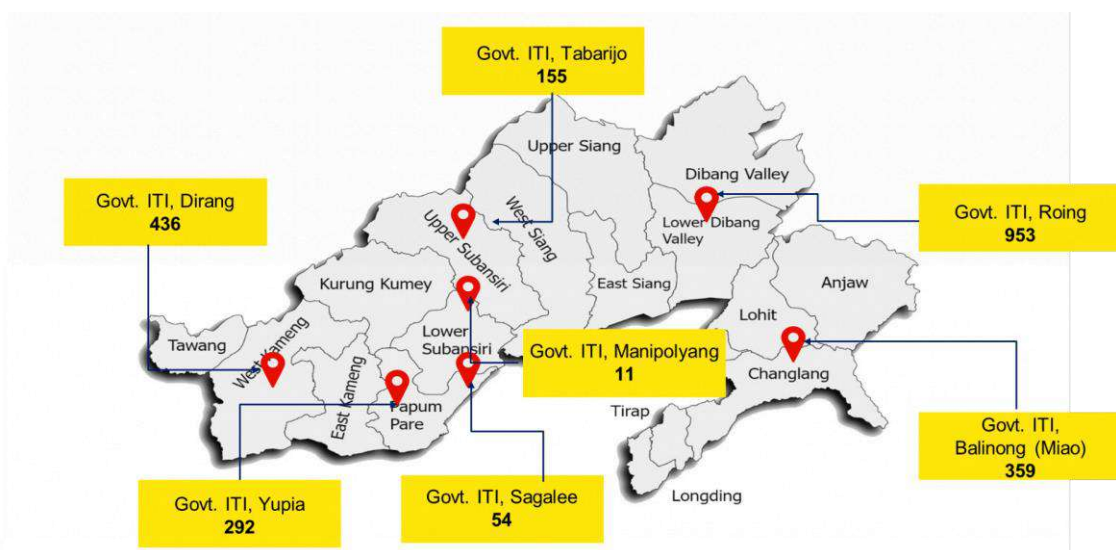 Govt. ITI, Tabarijo
155
Upper Siang
Dibang Valley
Govt. ITI, Dirang
436
Govt. ITI, Roing
953
Upper Subansiri
West Siang
Lower Dibang
Valley
Kurung Kumey
East Siang
Anjaw
Lohit
Tawang
West Kameng
Lower
Subansiri
Govt. ITI, Manipolyang
11
Changlang
East Kameng
Papum
Pare
Tirap
Govt. ITI,
Balinong (Miao)
359
Govt. ITI, Yupia
292
Govt. ITI, Sagalee
54
Longding